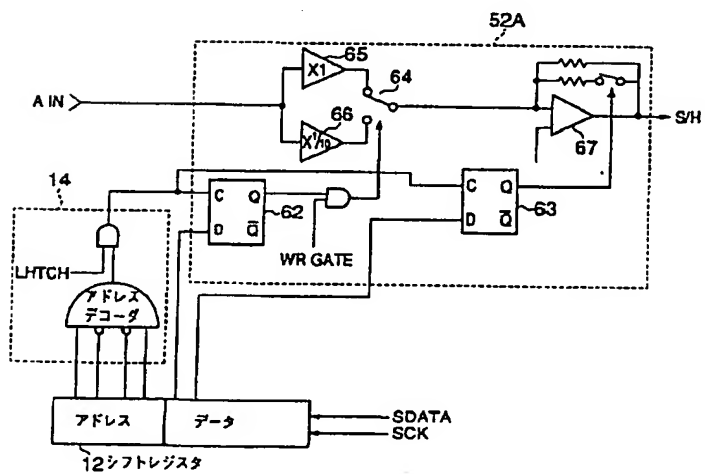 52A
65
X1
64
A IN
66
X 1/10
67
S/H
14
C Q
D Q̅
62
C Q
D Q̅
63
LHTCH
WR GATE
アドレス
デコーダ
アドレス
データ
SDATA
SCK
12シフトレジスタ